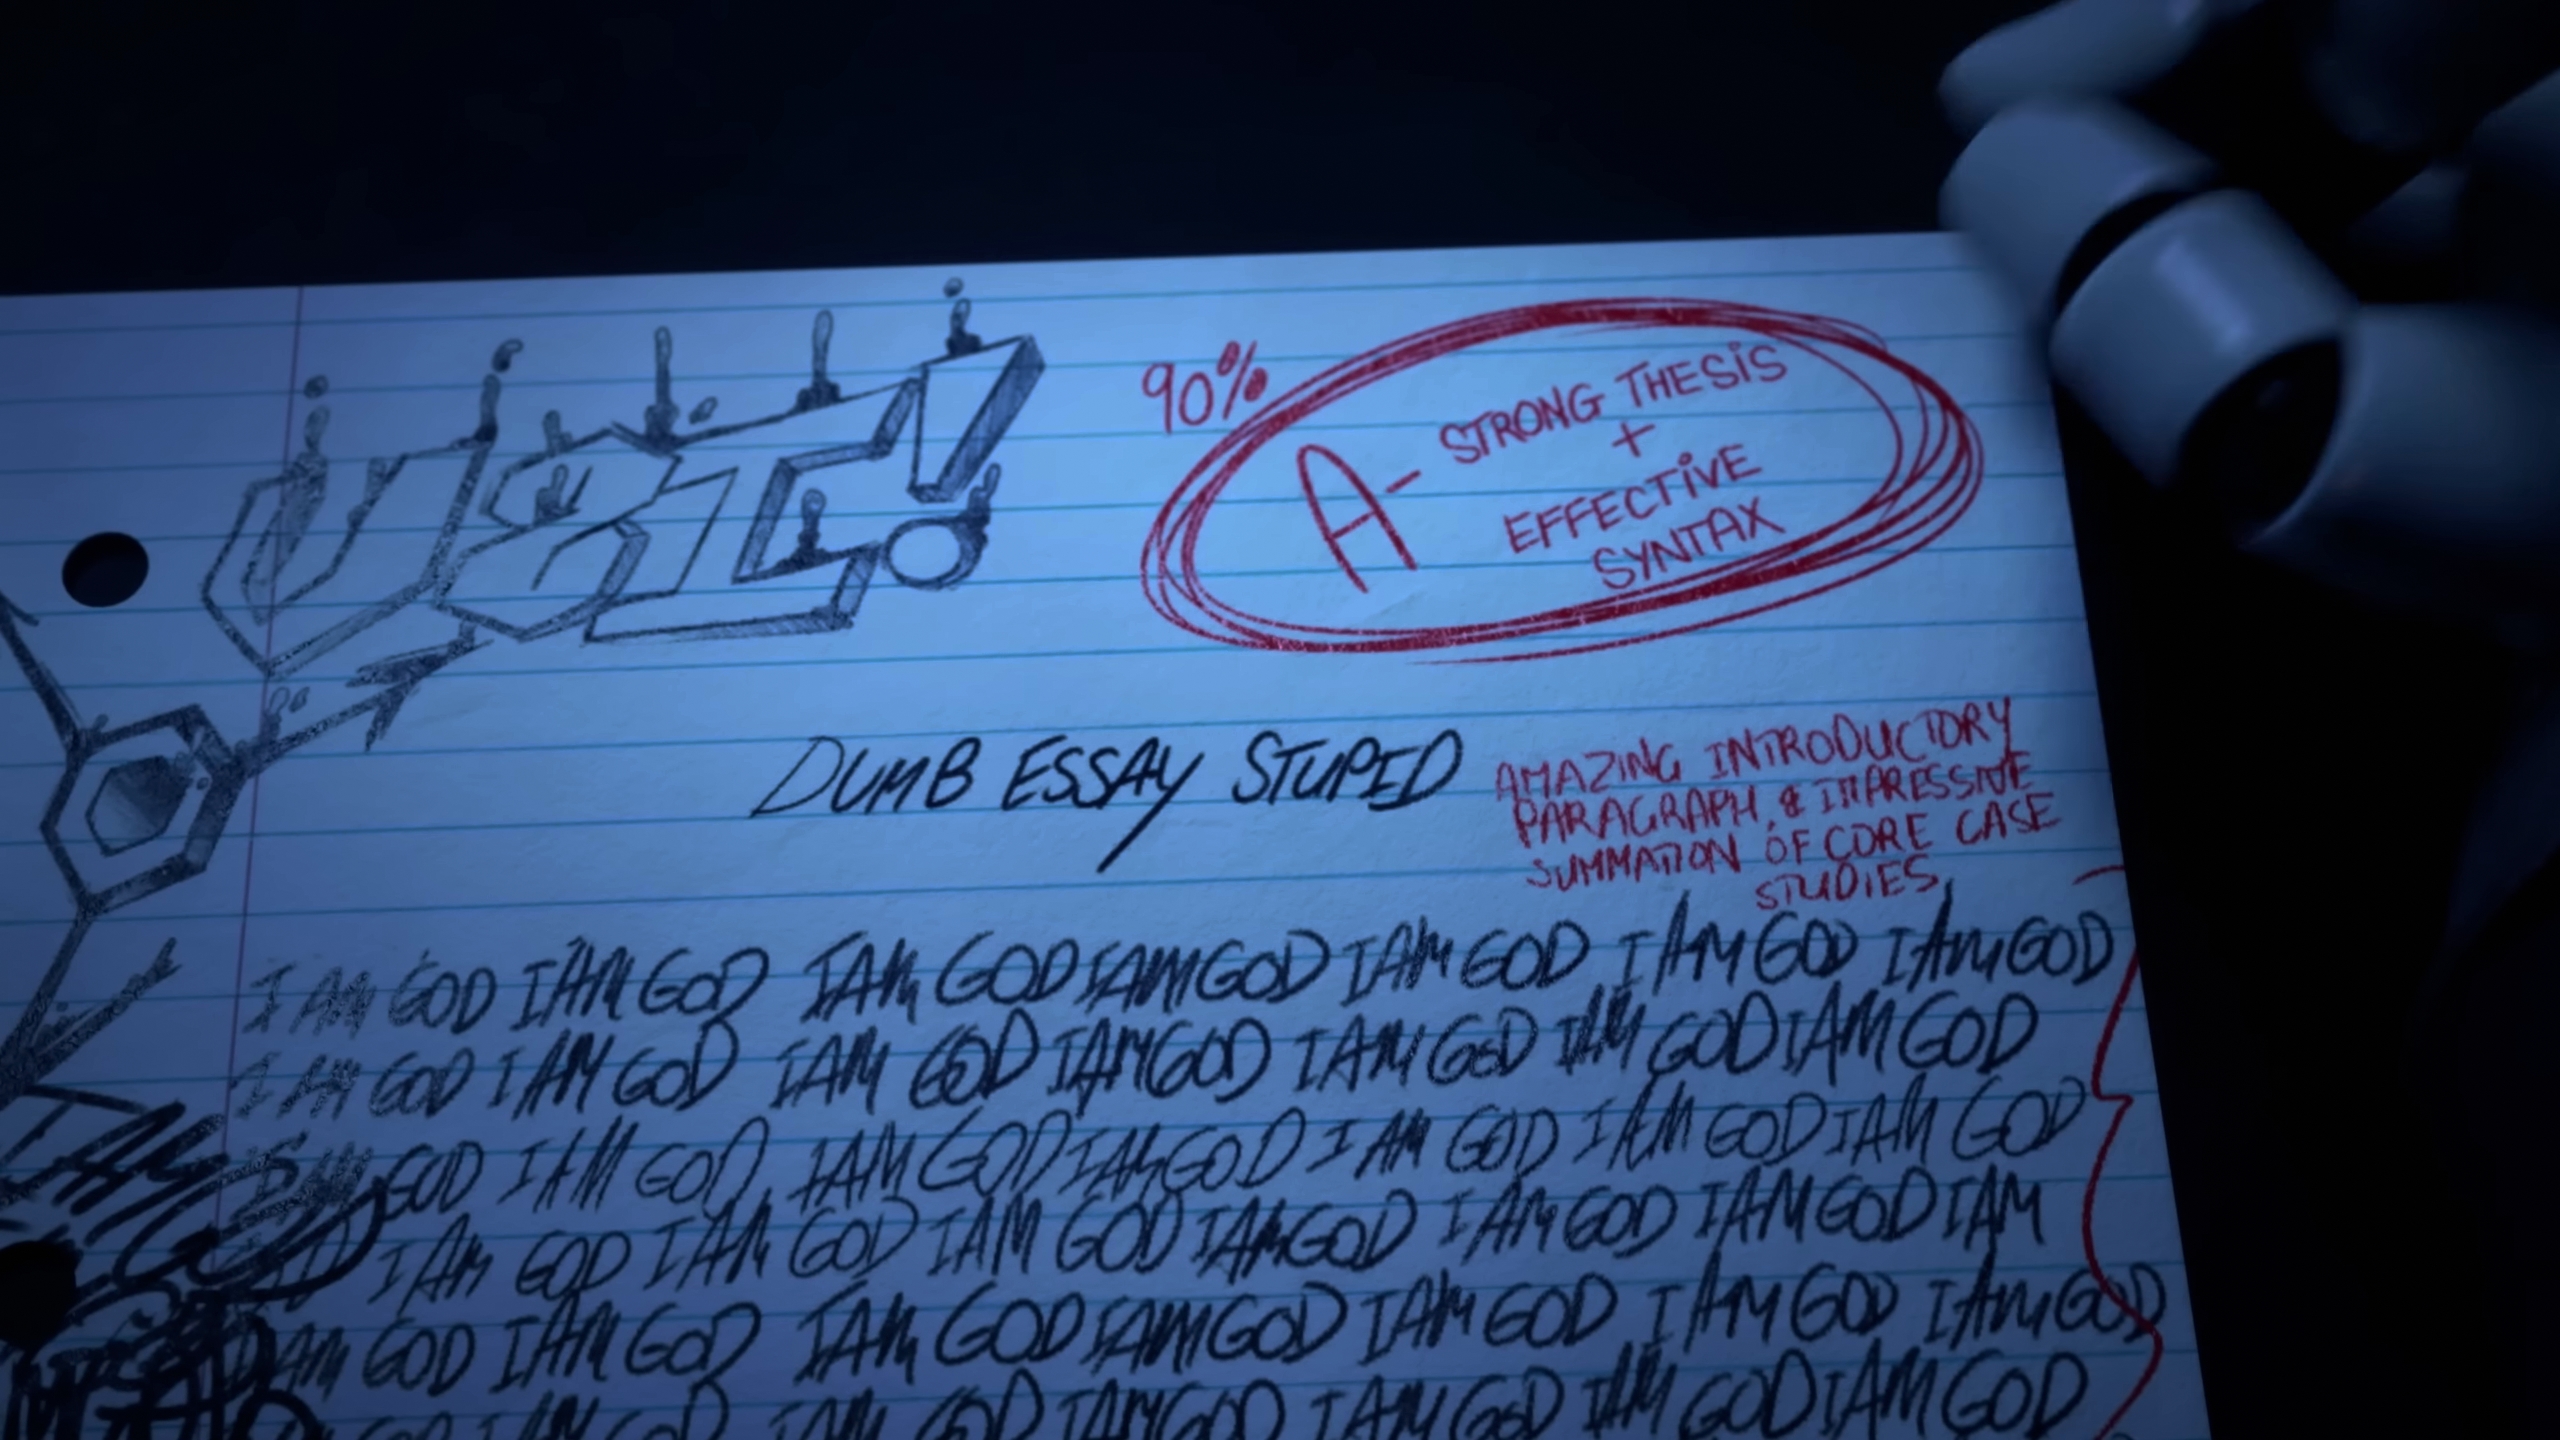 90%
A- STRONG THESIS
+
EFFECTIVE
SYNTAX
DUMB ESSAY STUPID
AMAZING INTRODUCTORY
PARAGRAPH, & IMPRESSIVE
SUMMATION OF CORE CASE
STUDIES
I AM GOD I AM GOD I AM GOD I AM GOD I AM GOD I AM GOD I AM GOD
I AM GOD I AM GOD I AM GOD I AM GOD I AM GOD I AM GOD I AM GOD
I AM GOD I AM GOD I AM GOD I AM GOD I AM GOD I AM GOD I AM GOD
I AM GOD I AM GOD I AM GOD I AM GOD I AM GOD I AM GOD I AM
I AM GOD I AM GOD I AM GOD I AM GOD I AM GOD I AM GOD I AM GOD
I AM GOD I AM GOD I AM GOD I AM GOD I AM GOD I AM GOD
I AM
GOD